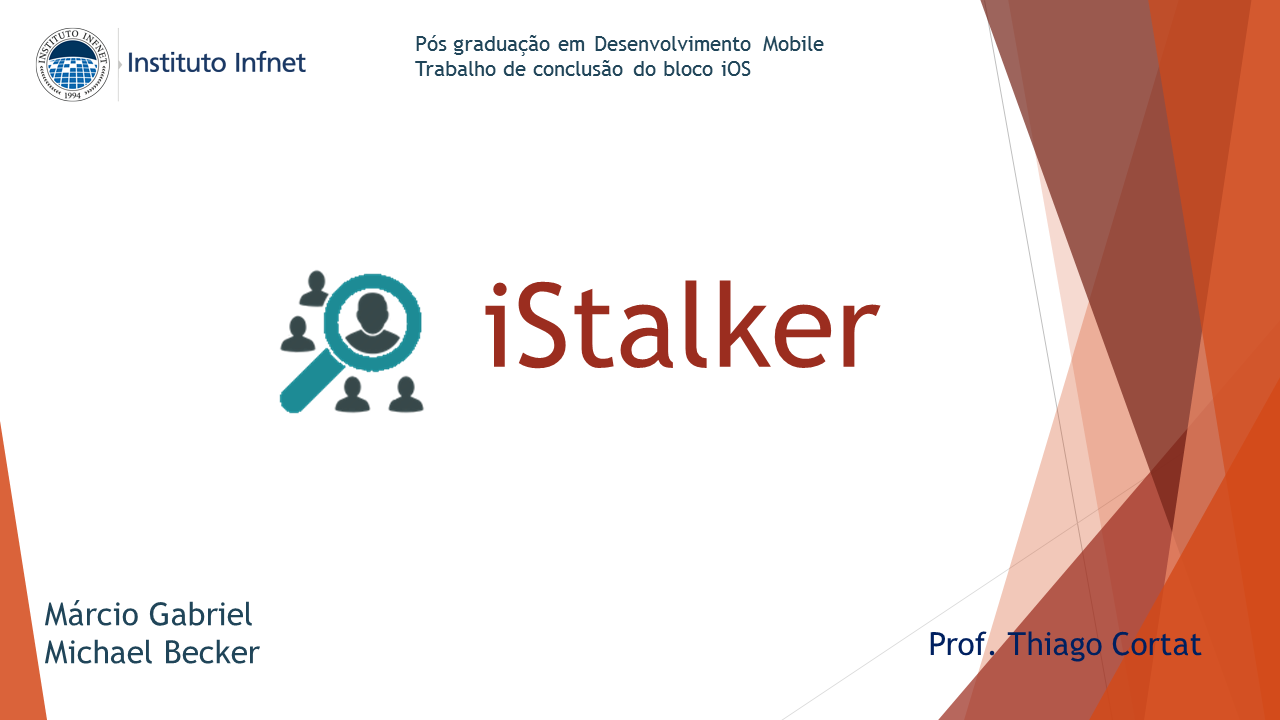 INSTITUTO INFNET
1994
Instituto Infnet
Pós graduação em Desenvolvimento Mobile
Trabalho de conclusão do bloco iOS
iStalker
Márcio Gabriel
Michael Becker
Prof. Thiago Cortat